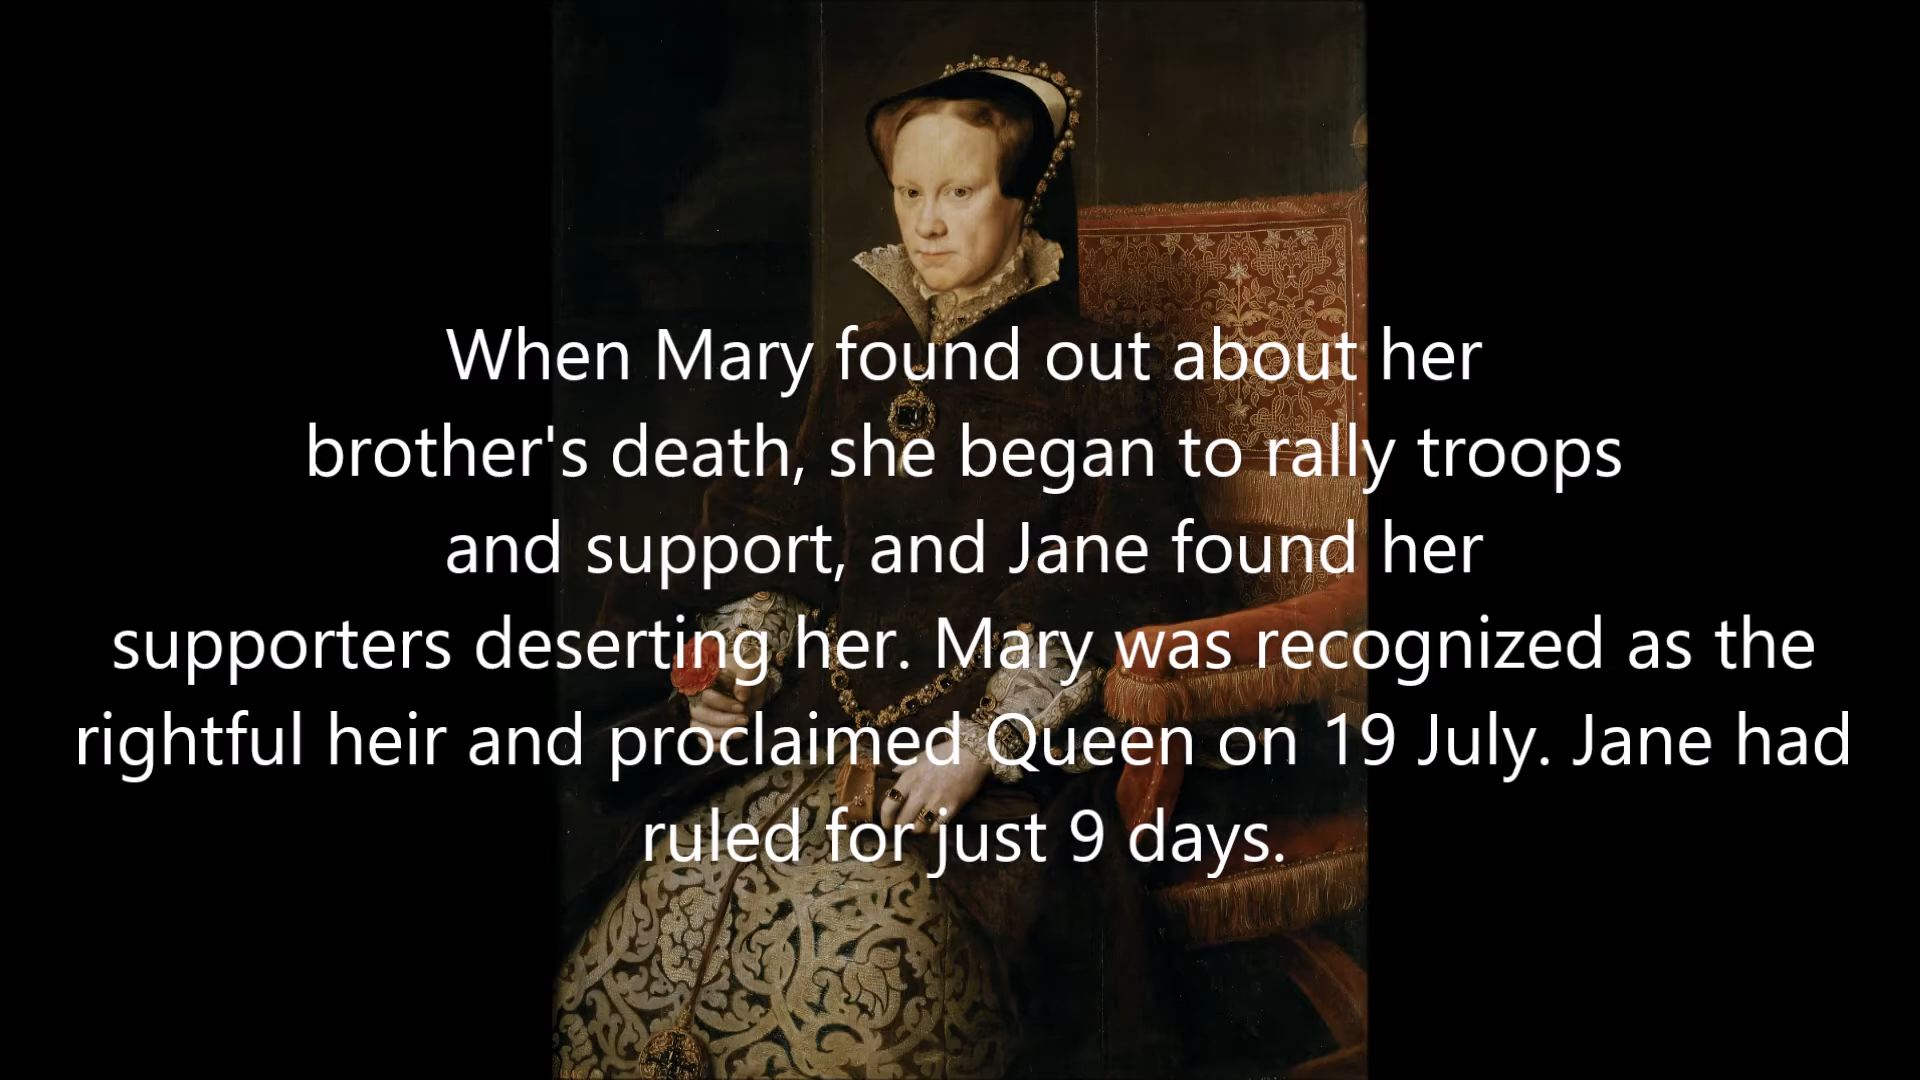 When Mary found out about her
brother's death, she began to rally troops
and support, and Jane found her
supporters deserting her. Mary was recognized as the
rightful heir and proclaimed Queen on 19 July. Jane had
ruled for just 9 days.